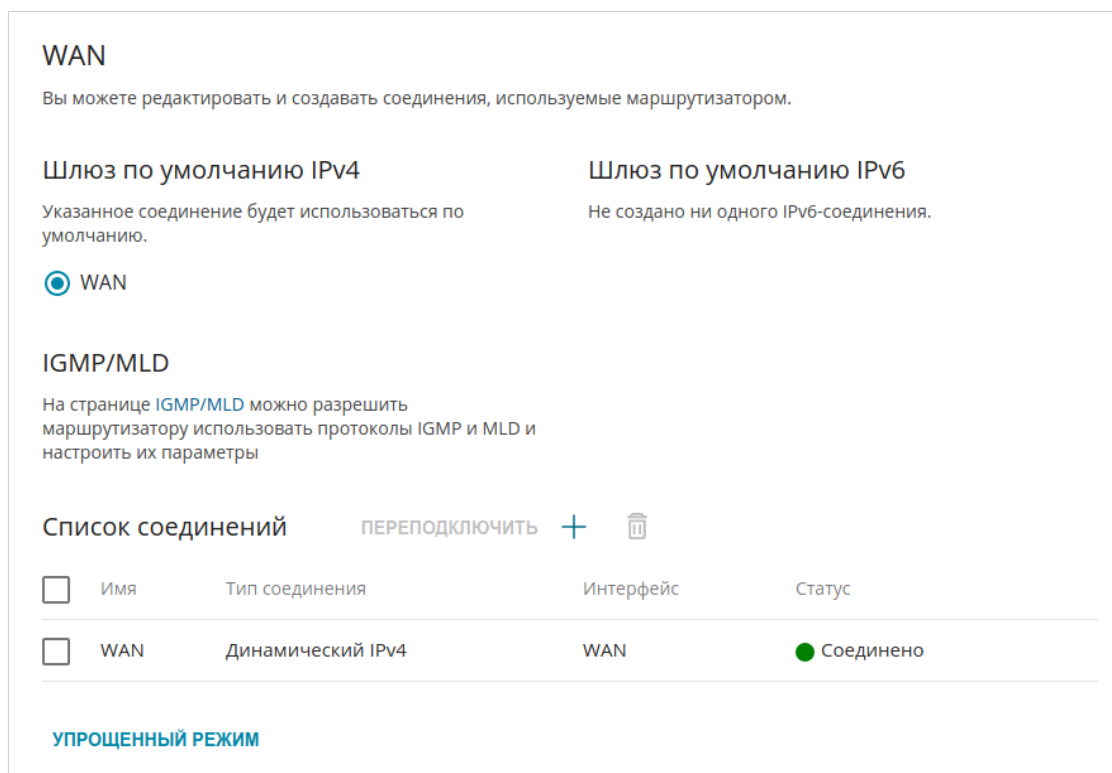 WAN
Вы можете редактировать и создавать соединения, используемые маршрутизатором.
Шлюз по умолчанию IPv4
Указанное соединение будет использоваться по
умолчанию.
WAN
Шлюз по умолчанию IPv6
Не создано ни одного IPv6-соединения.
IGMP/MLD
На странице IGMP/MLD можно разрешить
маршрутизатору использовать протоколы IGMP и MLD и
настроить их параметры
Список соединений ПЕРЕПОДКЛЮЧИТЬ
Имя Тип соединения Интерфейс Статус
WAN Динамический IPv4 WAN Соединено
УПРОЩЕННЫЙ РЕЖИМ